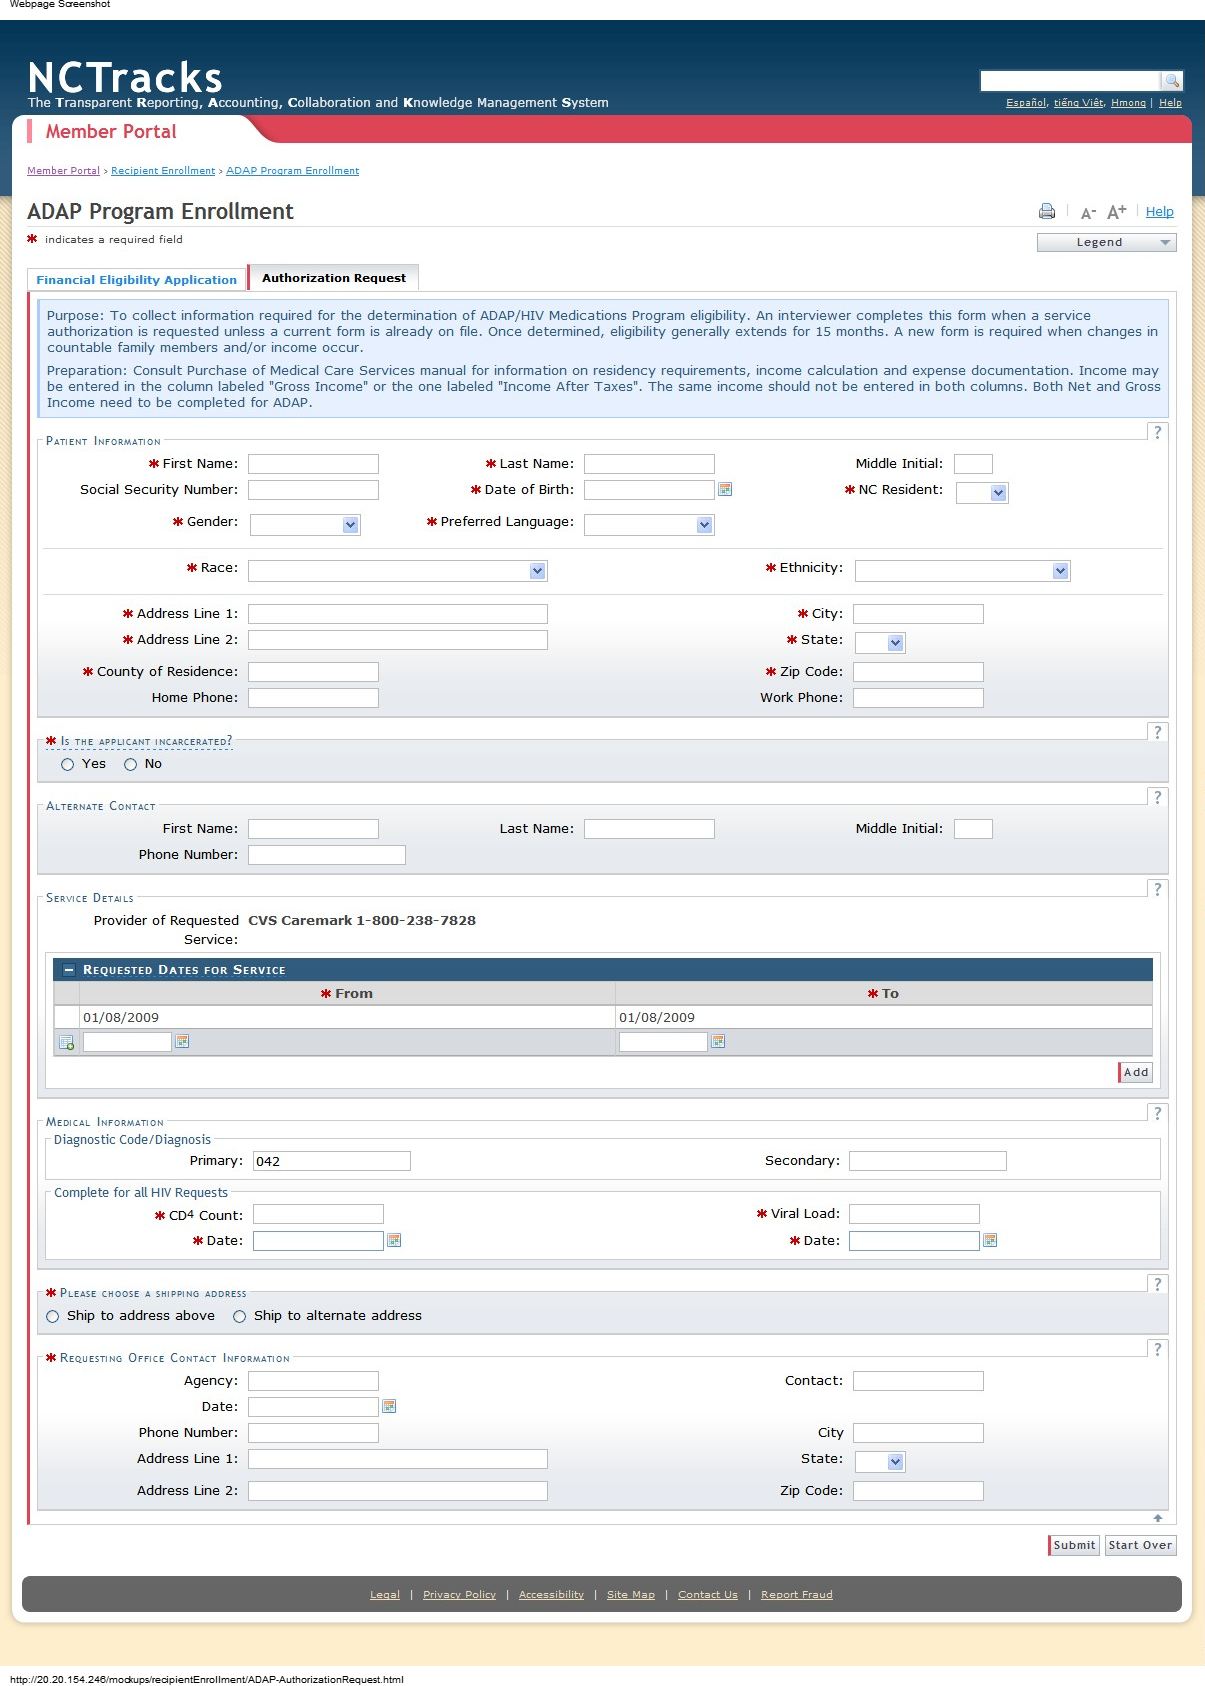 Webpage Screenshot
NCTracks
The Transparent Reporting, Accounting, Collaboration and Knowledge Management System
Español, tiếng Việt, Hmong | Help
Member Portal
Member Portal > Recipient Enrollment > ADAP Program Enrollment
ADAP Program Enrollment
A- A+ Help
* indicates a required field
Legend
Financial Eligibility Application
Authorization Request
Purpose: To collect information required for the determination of ADAP/HIV Medications Program eligibility. An interviewer completes this form when a service
authorization is requested unless a current form is already on file. Once determined, eligibility generally extends for 15 months. A new form is required when changes in
countable family members and/or income occur.
Preparation: Consult Purchase of Medical Care Services manual for information on residency requirements, income calculation and expense documentation. Income may
be entered in the column labeled "Gross Income" or the one labeled "Income After Taxes". The same income should not be entered in both columns. Both Net and Gross
Income need to be completed for ADAP.
Patient Information ?
* First Name: * Last Name: Middle Initial:
Social Security Number: * Date of Birth: * NC Resident:
* Gender: * Preferred Language:
* Race: * Ethnicity:
* Address Line 1: * City:
* Address Line 2: * State:
* County of Residence: * Zip Code:
Home Phone: Work Phone:
* Is the applicant incarcerated? ?
Yes No
Alternate Contact ?
First Name: Last Name: Middle Initial:
Phone Number:
Service Details ?
Provider of Requested CVS Caremark 1-800-238-7828
Service:
Requested Dates for Service
* From * To
01/08/2009 01/08/2009
Add
Medical Information ?
Diagnostic Code/Diagnosis
Primary: 042 Secondary:
Complete for all HIV Requests
* CD4 Count: * Viral Load:
* Date: * Date:
* Please choose a shipping address ?
Ship to address above Ship to alternate address
* Requesting Office Contact Information ?
Agency: Contact:
Date:
Phone Number: City
Address Line 1: State:
Address Line 2: Zip Code:
Submit Start Over
Legal | Privacy Policy | Accessibility | Site Map | Contact Us | Report Fraud
http://20.20.154.246/mockups/recipientEnrollment/ADAP-AuthorizationRequest.html